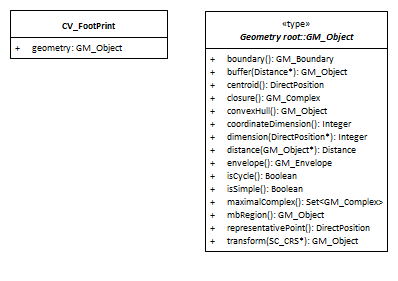 CV_FootPrint
+ geometry: GM_Object
«type»
Geometry root::GM_Object
+ boundary(): GM_Boundary
+ buffer(Distance*): GM_Object
+ centroid(): DirectPosition
+ closure(): GM_Complex
+ convexHull(): GM_Object
+ coordinateDimension(): Integer
+ dimension(DirectPosition*): Integer
+ distance(GM_Object*): Distance
+ envelope(): GM_Envelope
+ isCycle(): Boolean
+ isSimple(): Boolean
+ maximalComplex(): Set<GM_Complex>
+ mbRegion(): GM_Object
+ representativePoint(): DirectPosition
+ transform(SC_CRS*): GM_Object